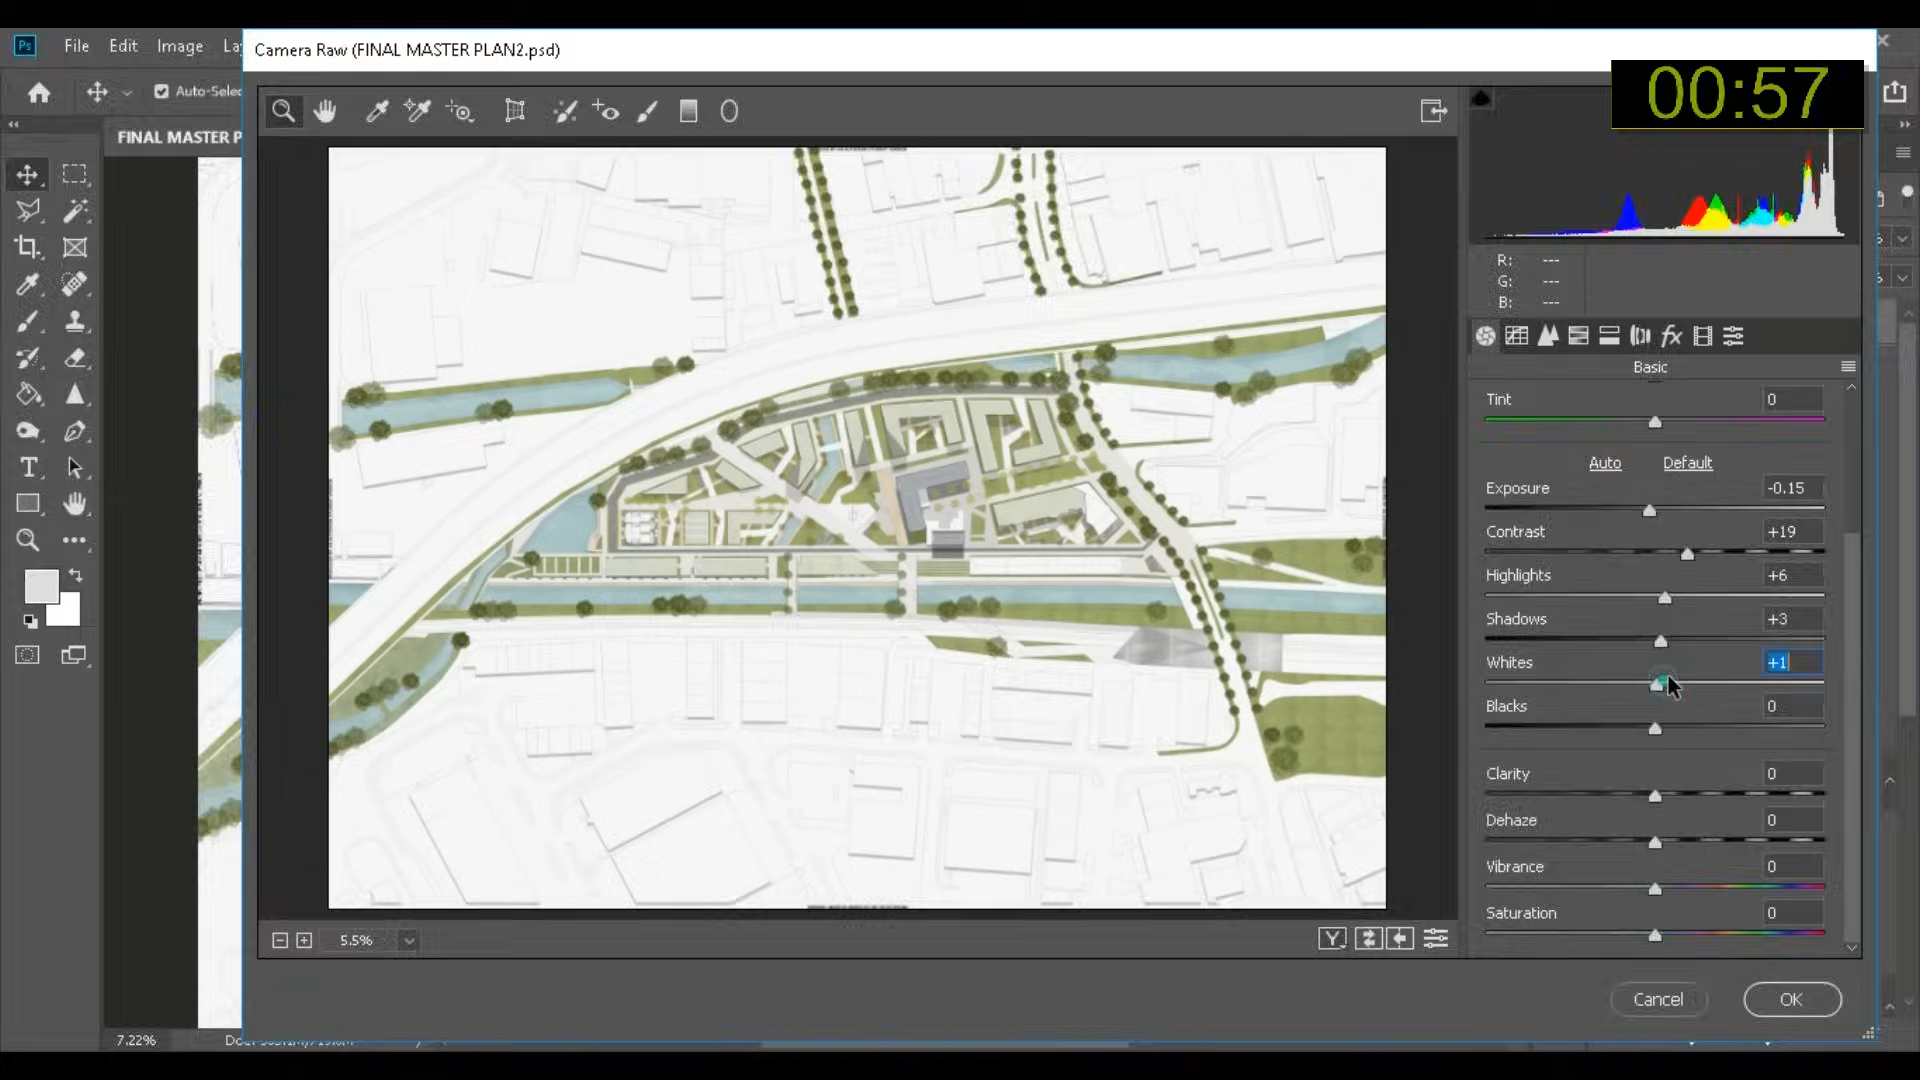 Camera Raw (FINAL MASTER PLAN2.psd)
00:57
Ps
File Edit Image
Auto-Selec
FINAL MASTER P
R: ---
G: ---
B: ---
fx
Basic
Tint 0
Auto Default
Exposure -0.15
Contrast +19
Highlights +6
Shadows +3
Whites +1
Blacks 0
Clarity 0
Dehaze 0
Vibrance 0
Saturation 0
T
5.5%
Y
Cancel OK
7.22%